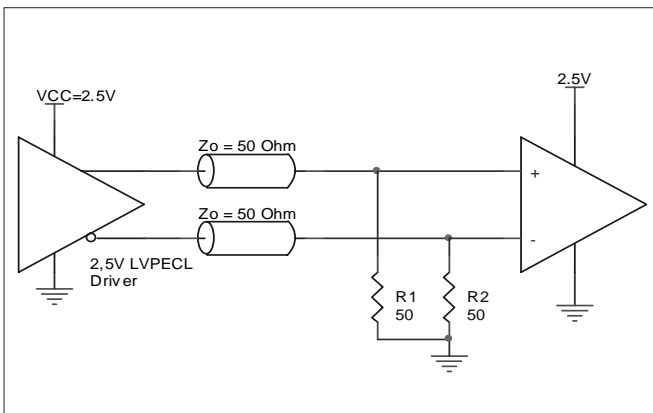 2.5V
VCC=2.5V
Zo = 50 Ohm
+
Zo = 50 Ohm
-
2,5V LVPECL
Driver
R1
50
R2
50